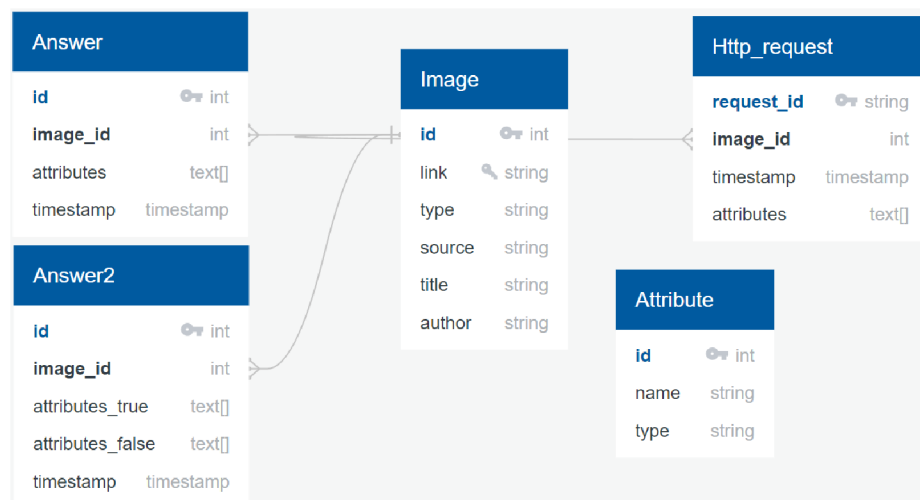 Answer
id int
image_id int
attributes text[]
timestamp timestamp
Answer2
id int
image_id int
attributes_true text[]
attributes_false text[]
timestamp timestamp
Image
id int
link string
type string
source string
title string
author string
Http_request
request_id string
image_id int
timestamp timestamp
attributes text[]
Attribute
id int
name string
type string